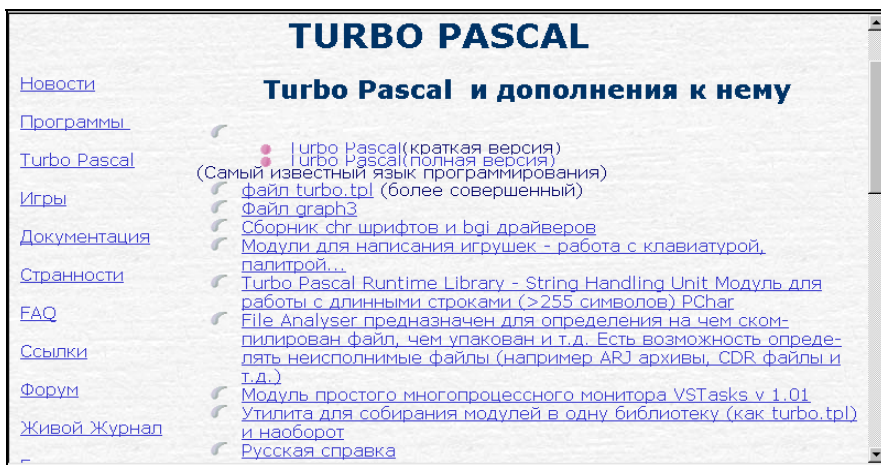 TURBO PASCAL
Новости
Программы
Turbo Pascal
Игры
Документация
Странности
FAQ
Ссылки
Форум
Живой Журнал
Turbo Pascal и дополнения к нему
Turbo Pascal(краткая версия)
Turbo Pascal(полная версия)
(Самый известный язык программирования)
файл turbo.tpl (более совершенный)
Файл graph3
Сборник chr шрифтов и bgi драйверов
Модули для написания игрушек - работа с клавиатурой,
палитрой...
Turbo Pascal Runtime Library - String Handling Unit Модуль для
работы с длинными строками (>255 символов) PChar
File Analyser предназначен для определения на чем ском-
пилирован файл, чем упакован и т.д. Есть возможность опреде-
лять неисполнимые файлы (например ARJ архивы, CDR файлы и
т.д.)
Модуль простого многопроцессного монитора VSTasks v 1.01
Утилита для собирания модулей в одну библиотеку (как turbo.tpl)
и наоборот
Русская справка